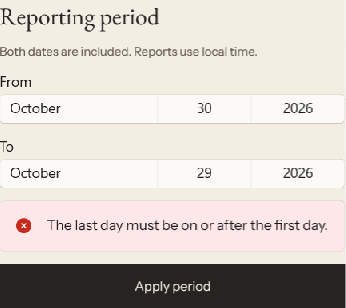 Reporting period
Both dates are included. Reports use local time.
From
October 30 2026
To
October 29 2026
The last day must be on or after the first day.
Apply period